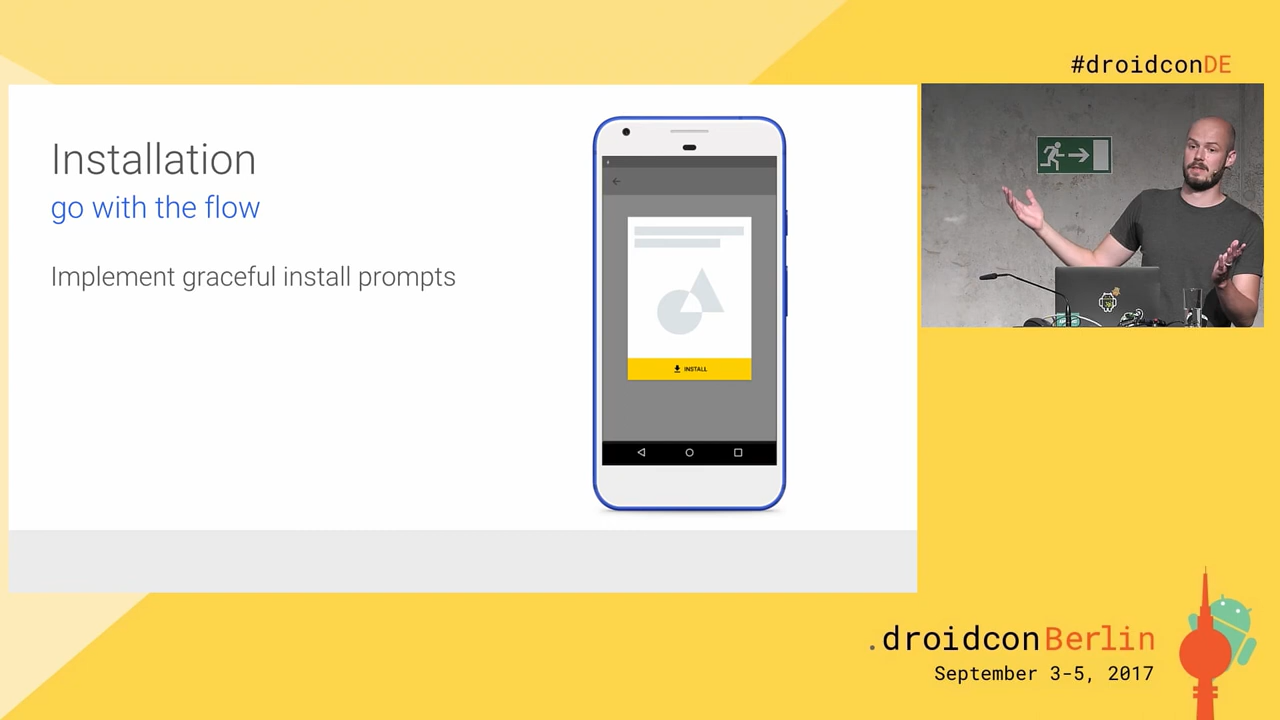 #droidconDE
Installation
go with the flow
Implement graceful install prompts
INSTALL
.droidconBerlin
September 3-5, 2017